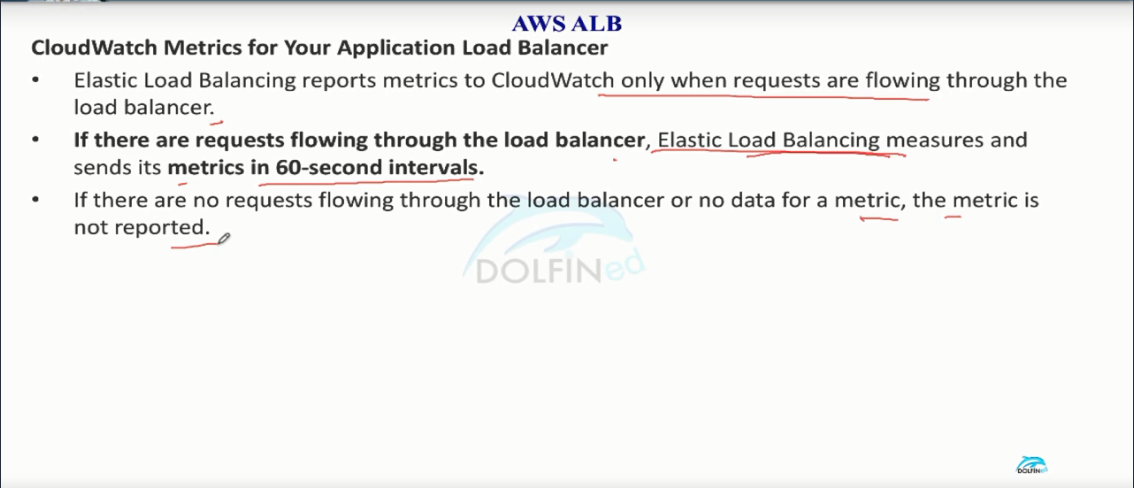 AWS ALB
CloudWatch Metrics for Your Application Load Balancer
• Elastic Load Balancing reports metrics to CloudWatch only when requests are flowing through the
load balancer.
• If there are requests flowing through the load balancer, Elastic Load Balancing measures and
sends its metrics in 60-second intervals.
• If there are no requests flowing through the load balancer or no data for a metric, the metric is
not reported.
DOLFINed
DOLFINed